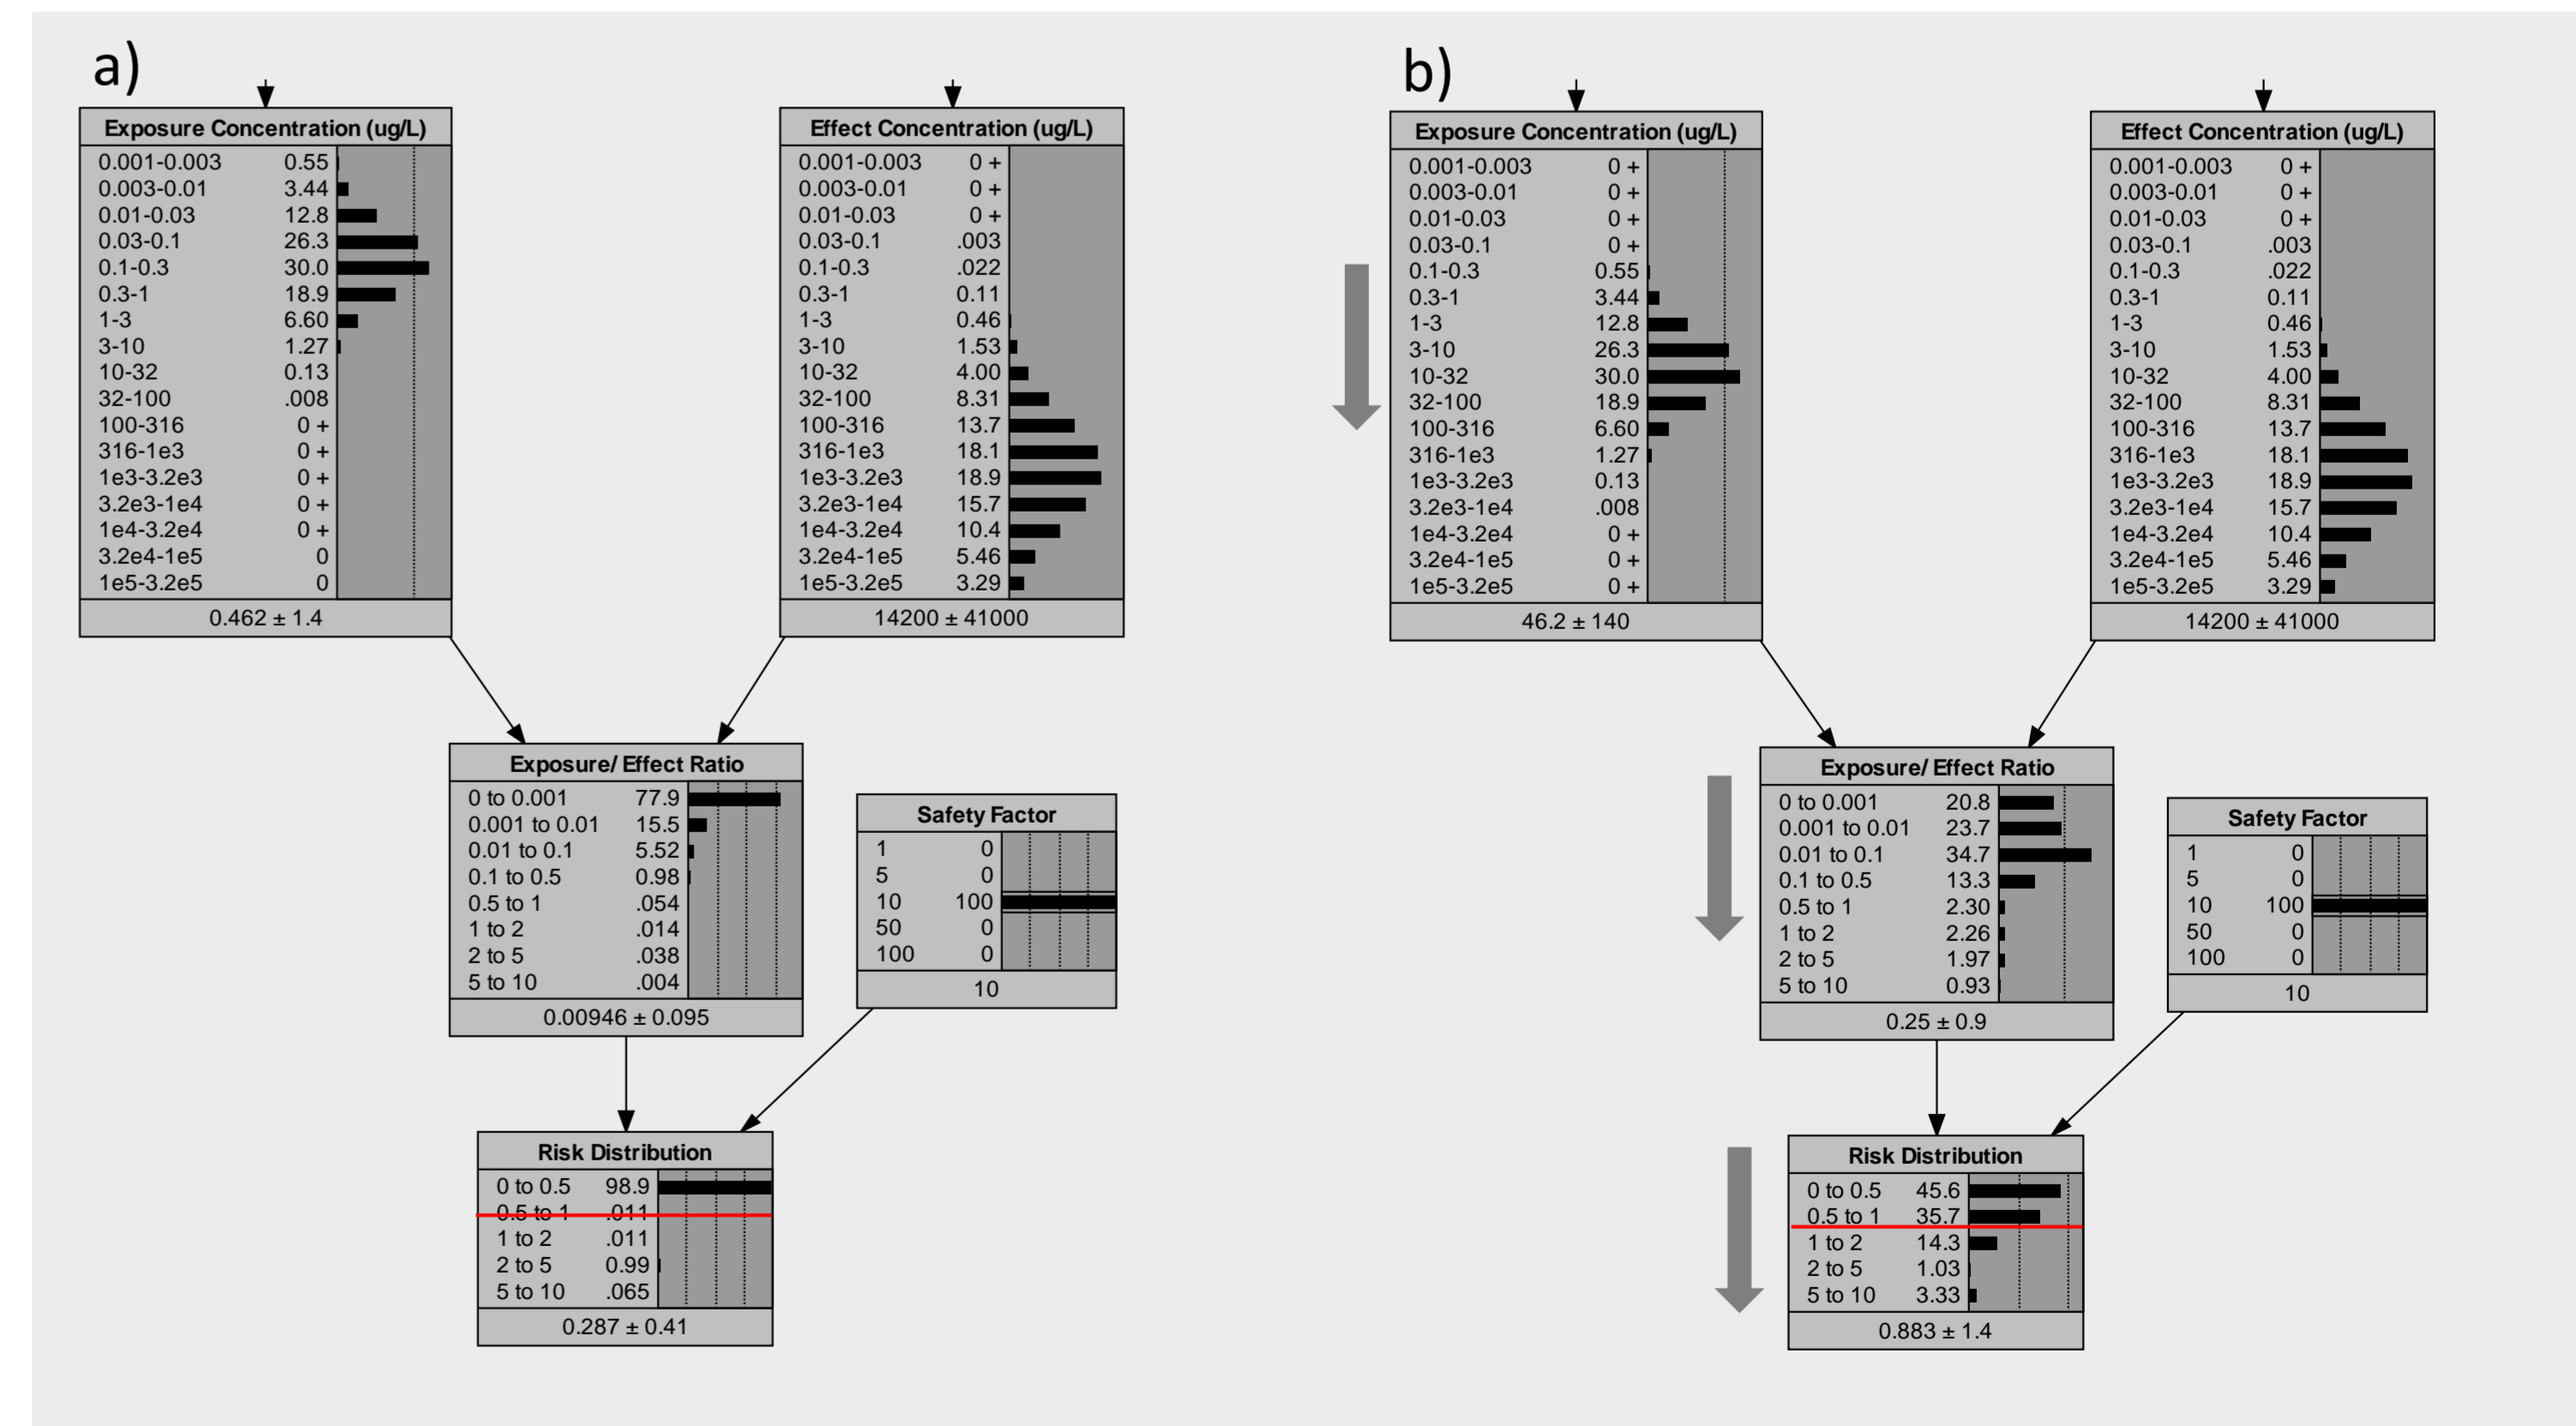 a)
Exposure Concentration (ug/L)
0.001-0.003 0.55
0.003-0.01 3.44
0.01-0.03 12.8
0.03-0.1 26.3
0.1-0.3 30.0
0.3-1 18.9
1-3 6.60
3-10 1.27
10-32 0.13
32-100 .008
100-316 0 +
316-1e3 0 +
1e3-3.2e3 0 +
3.2e3-1e4 0 +
1e4-3.2e4 0 +
3.2e4-1e5 0
1e5-3.2e5 0
0.462 ± 1.4
Effect Concentration (ug/L)
0.001-0.003 0 +
0.003-0.01 0 +
0.01-0.03 0 +
0.03-0.1 .003
0.1-0.3 .022
0.3-1 0.11
1-3 0.46
3-10 1.53
10-32 4.00
32-100 8.31
100-316 13.7
316-1e3 18.1
1e3-3.2e3 18.9
3.2e3-1e4 15.7
1e4-3.2e4 10.4
3.2e4-1e5 5.46
1e5-3.2e5 3.29
14200 ± 41000
Exposure/ Effect Ratio
0 to 0.001 77.9
0.001 to 0.01 15.5
0.01 to 0.1 5.52
0.1 to 0.5 0.98
0.5 to 1 .054
1 to 2 .014
2 to 5 .038
5 to 10 .004
0.00946 ± 0.095
Safety Factor
1 0
5 0
10 100
50 0
100 0
10
Risk Distribution
0 to 0.5 98.9
0.5 to 1 .011
1 to 2 .011
2 to 5 0.99
5 to 10 .065
0.287 ± 0.41
b)
Exposure Concentration (ug/L)
0.001-0.003 0 +
0.003-0.01 0 +
0.01-0.03 0 +
0.03-0.1 0 +
0.1-0.3 0.55
0.3-1 3.44
1-3 12.8
3-10 26.3
10-32 30.0
32-100 18.9
100-316 6.60
316-1e3 1.27
1e3-3.2e3 0.13
3.2e3-1e4 .008
1e4-3.2e4 0 +
3.2e4-1e5 0 +
1e5-3.2e5 0 +
46.2 ± 140
Effect Concentration (ug/L)
0.001-0.003 0 +
0.003-0.01 0 +
0.01-0.03 0 +
0.03-0.1 .003
0.1-0.3 .022
0.3-1 0.11
1-3 0.46
3-10 1.53
10-32 4.00
32-100 8.31
100-316 13.7
316-1e3 18.1
1e3-3.2e3 18.9
3.2e3-1e4 15.7
1e4-3.2e4 10.4
3.2e4-1e5 5.46
1e5-3.2e5 3.29
14200 ± 41000
Exposure/ Effect Ratio
0 to 0.001 20.8
0.001 to 0.01 23.7
0.01 to 0.1 34.7
0.1 to 0.5 13.3
0.5 to 1 2.30
1 to 2 2.26
2 to 5 1.97
5 to 10 0.93
0.25 ± 0.9
Safety Factor
1 0
5 0
10 100
50 0
100 0
10
Risk Distribution
0 to 0.5 45.6
0.5 to 1 35.7
1 to 2 14.3
2 to 5 1.03
5 to 10 3.33
0.883 ± 1.4